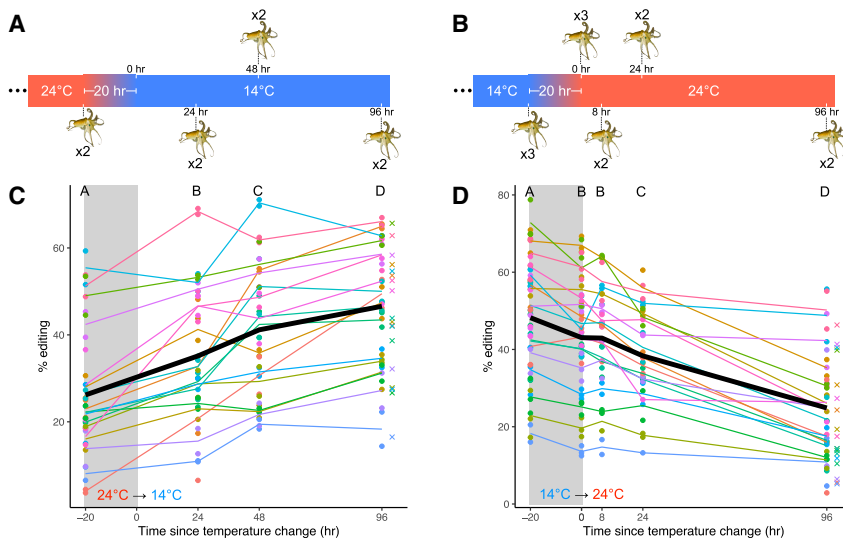 A
x2
0 hr
48 hr
24°C
20 hr
14°C
24 hr
96 hr
x2
x2
x2
B
x3
x2
0 hr
24 hr
14°C
20 hr
24°C
8 hr
96 hr
x3
x2
x2
C
A
B
C
D
% editing
60
40
20
24°C → 14°C
−20
0
24
48
96
Time since temperature change (hr)
D
A
B
B
C
D
% editing
80
60
40
20
0
14°C → 24°C
−20
0
8
24
96
Time since temperature change (hr)